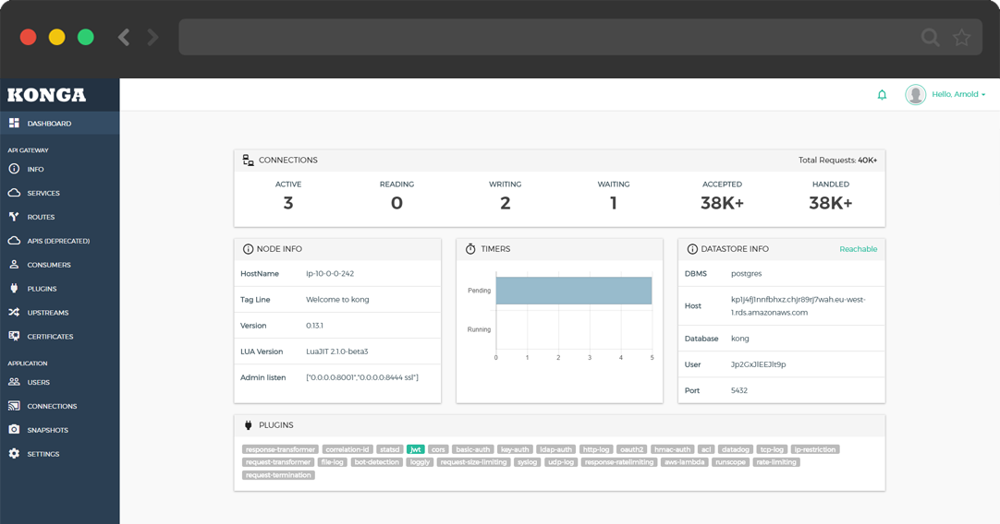 KONGA
Hello, Arnold
DASHBOARD
API GATEWAY
INFO
SERVICES
ROUTES
APIS (DEPRECATED)
CONSUMERS
PLUGINS
UPSTREAMS
CERTIFICATES
APPLICATION
USERS
CONNECTIONS
SNAPSHOTS
SETTINGS
CONNECTIONS Total Requests: 40K+
ACTIVE READING WRITING WAITING ACCEPTED HANDLED
3 0 2 1 38K+ 38K+
NODE INFO
HostName ip-10-0-0-242
Tag Line Welcome to kong
Version 0.13.1
LUA Version LuaJIT 2.1.0-beta3
Admin listen ["0.0.0.0:8001","0.0.0.0:8444 ssl"]
TIMERS
Pending
Running
0 1 2 3 4 5
DATASTORE INFO Reachable
DBMS postgres
Host kp1j4fj1nnfbhxz.chjr89rj7wah.eu-west-
1.rds.amazonaws.com
Database kong
User Jp2GxJlEEJlt9p
Port 5432
PLUGINS
response-transformer correlation-id statsd jwt cors basic-auth key-auth ldap-auth http-log oauth2 hmac-auth acl datadog tcp-log ip-restriction
request-transformer file-log bot-detection loggly request-size-limiting syslog udp-log response-ratelimiting aws-lambda runscope rate-limiting
request-termination